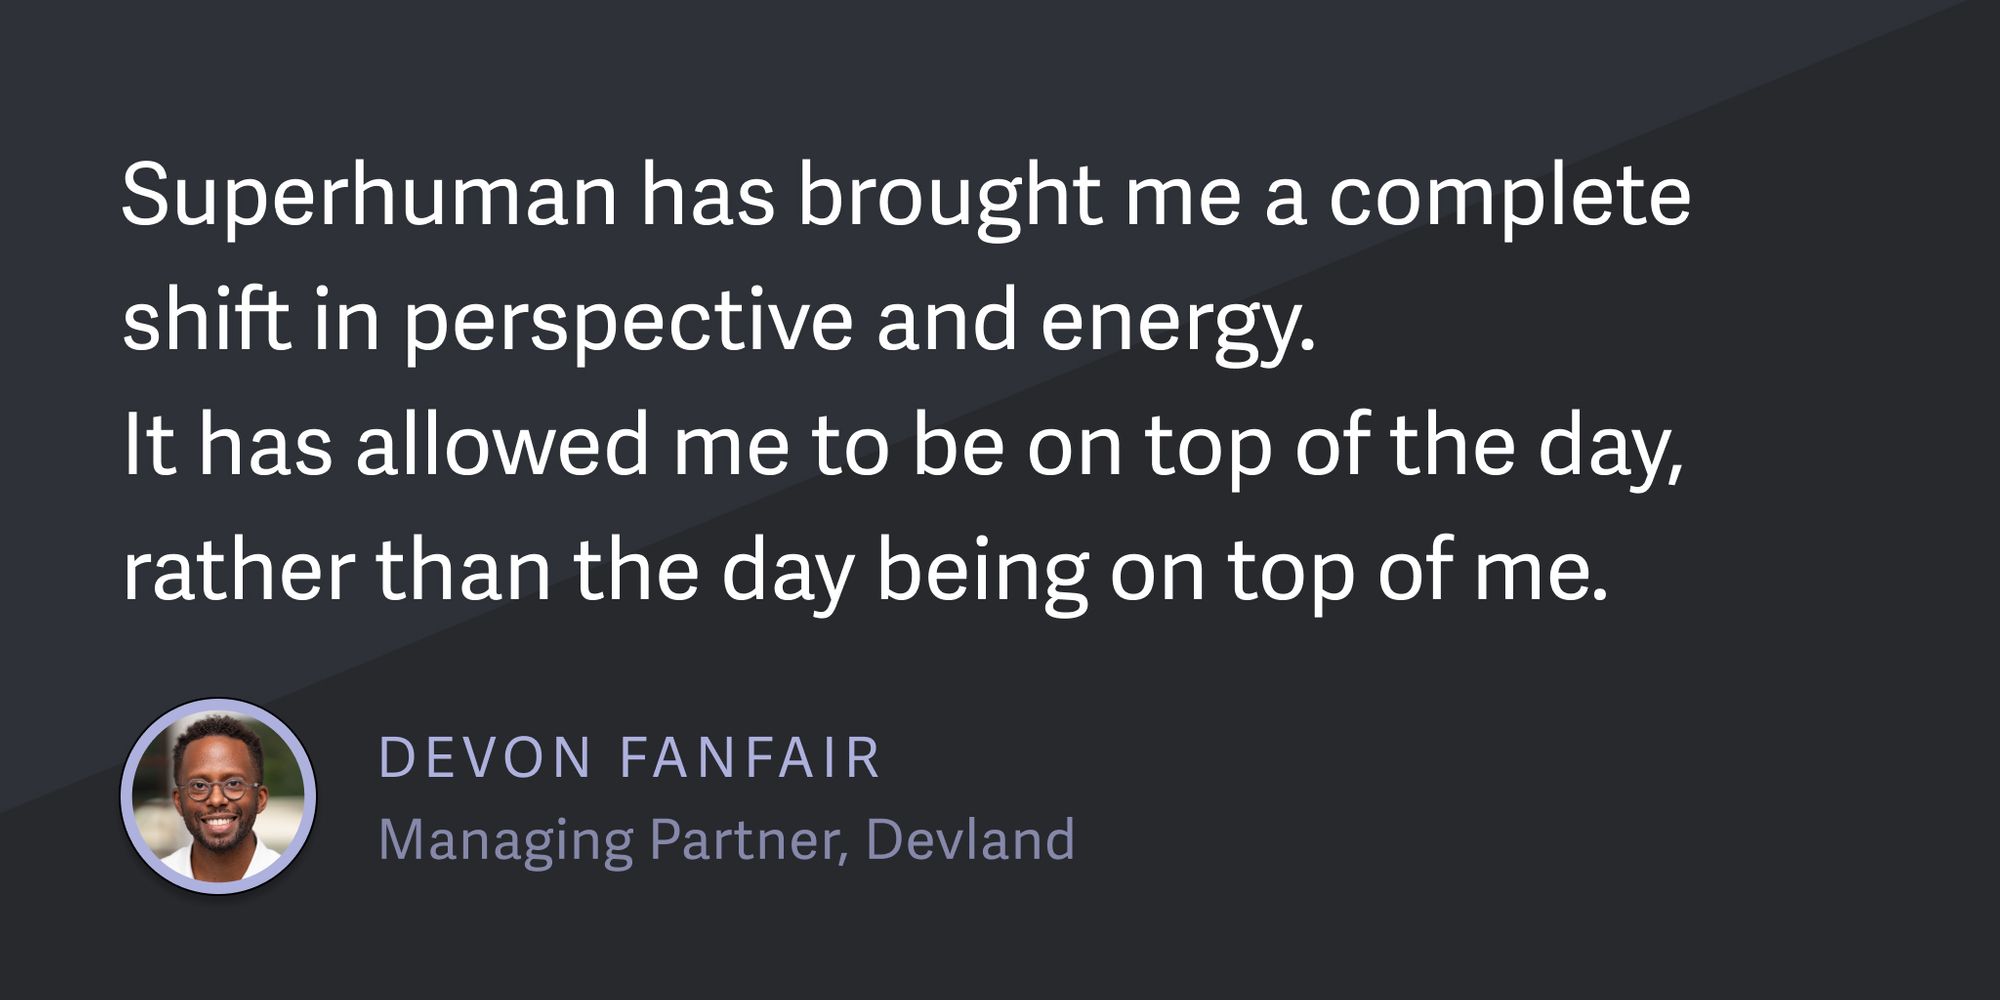 Superhuman has brought me a complete
shift in perspective and energy.
It has allowed me to be on top of the day,
rather than the day being on top of me.
DEVON FANFAIR
Managing Partner, Devland